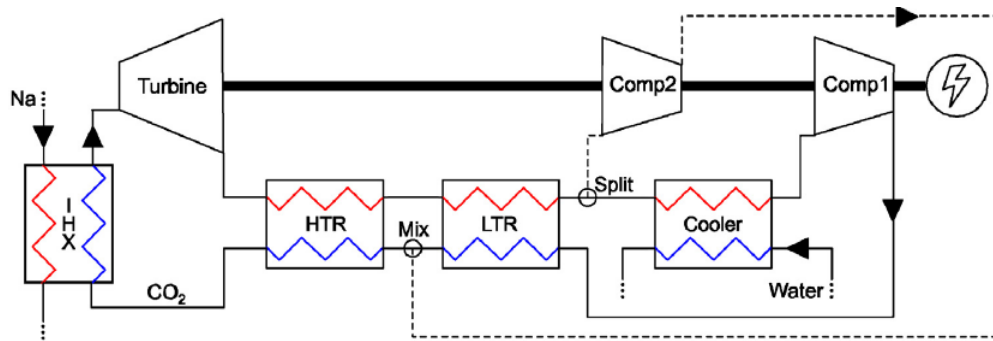 Turbine
Comp2
Comp1
Na
I
H
X
HTR
Mix
LTR
Split
Cooler
CO₂
Water